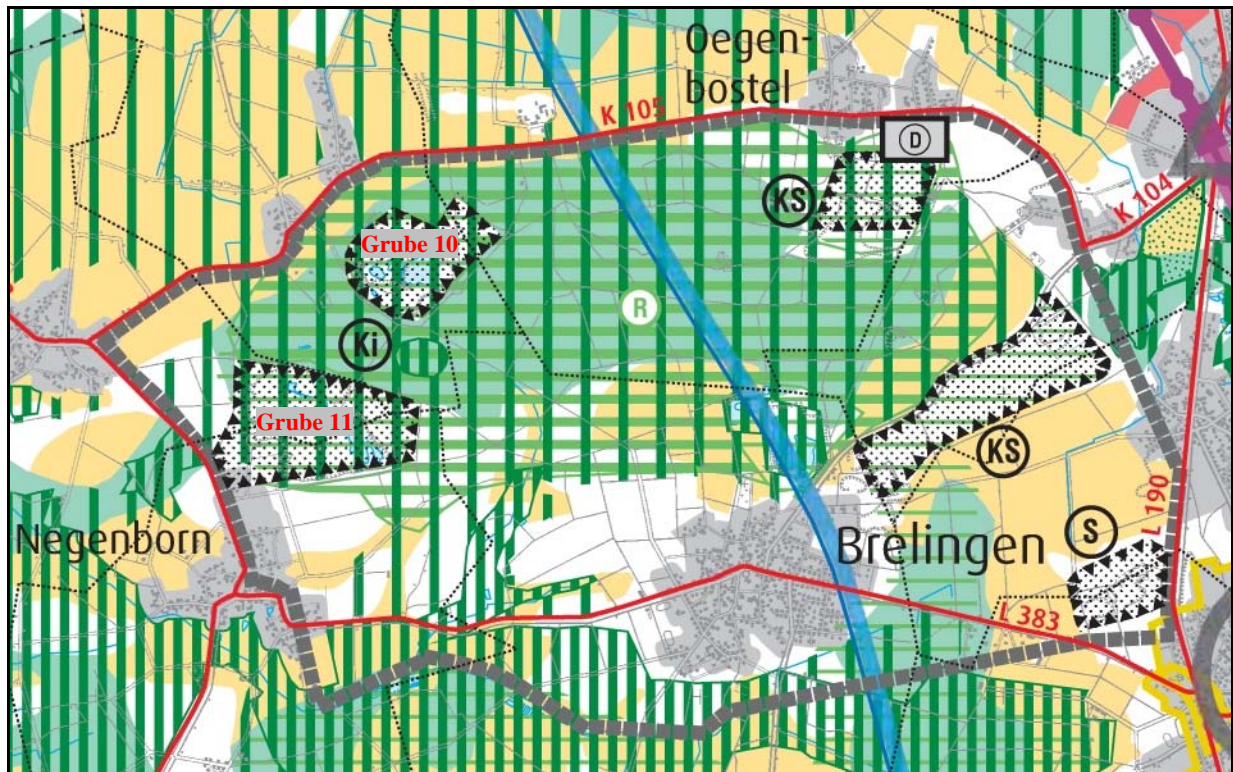 Oegen-
bostel
K 105
D
KS
K 104
Grube 10
R
Ki
Grube 11
KS
L 190
Negenborn
Brelingen
S
L 383